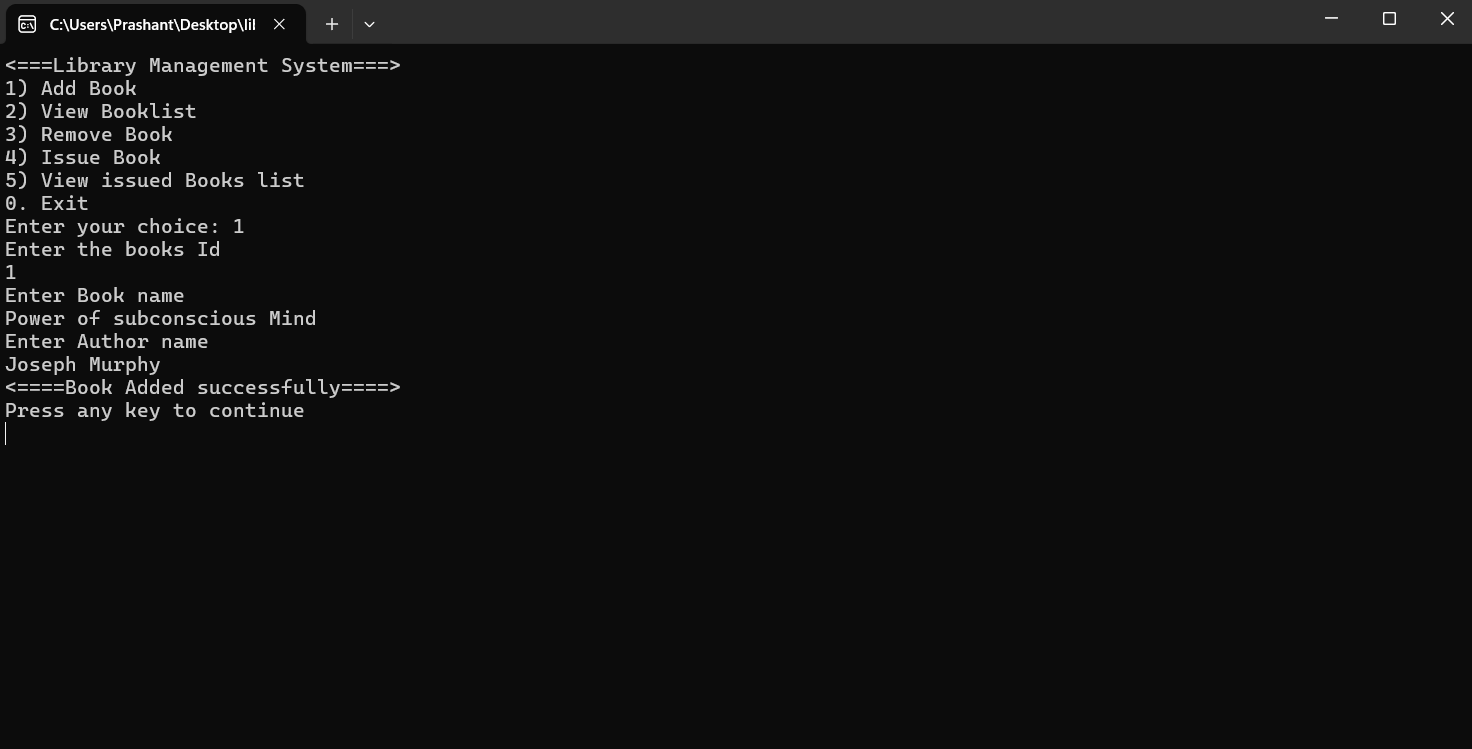 C:\Users\Prashant\Desktop\lil
<===Library Management System===>
1) Add Book
2) View Booklist
3) Remove Book
4) Issue Book
5) View issued Books list
0. Exit
Enter your choice: 1
Enter the books Id
1
Enter Book name
Power of subconscious Mind
Enter Author name
Joseph Murphy
<====Book Added successfully====>
Press any key to continue